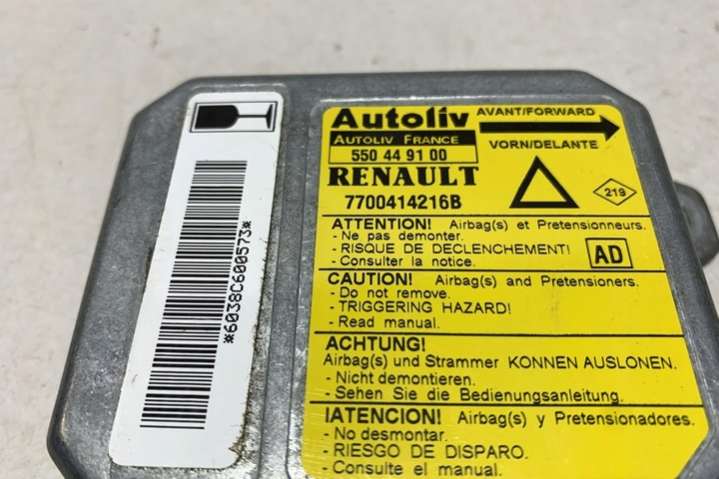 *6038C600573*
Autoliv
AUTOLIV FRANCE
550 44 91 00
RENAULT
7700414216B
AVANT/FORWARD
VORN/DELANTE
219
ATTENTION! Airbag(s) et Pretensionneurs.
- Ne pas demonter.
- RISQUE DE DECLENCHEMENT!
- Consulter la notice.
AD
CAUTION! Airbag(s) and Pretensioners.
- Do not remove.
- TRIGGERING HAZARD!
- Read manual.
ACHTUNG!
Airbag(s) und Strammer KONNEN AUSLONEN.
- Nicht demontieren.
- Sehen Sie die Bedienungsanleitung.
IATENCION! Airbag(s) y Pretensionadores.
- No desmontar.
- RIESGO DE DISPARO.
- Consulte el manual.